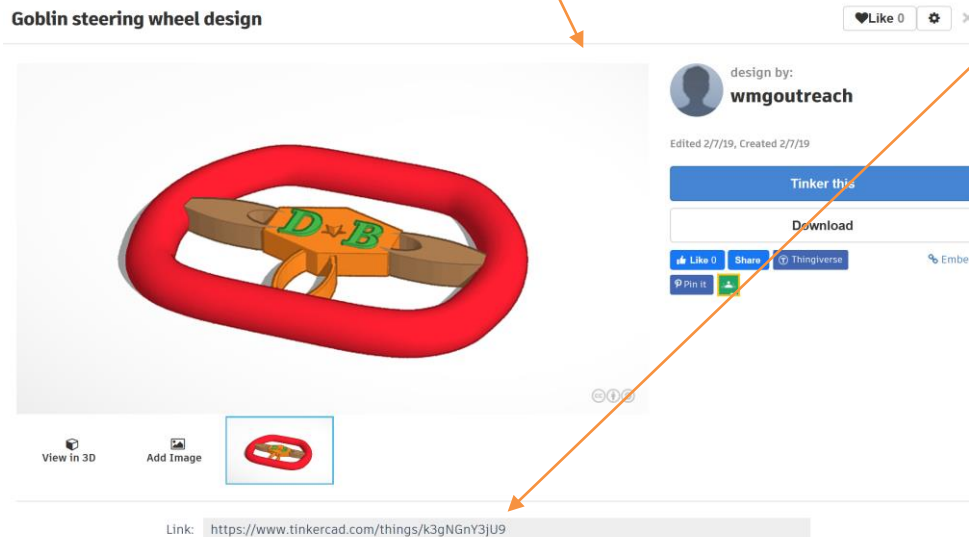 Goblin steering wheel design
Like 0
design by:
wmgoutreach
Edited 2/7/19, Created 2/7/19
Tinker this
Download
Like 0 Share Thingiverse Embe
Pin it
D B
View in 3D Add Image
Link: https://www.tinkercad.com/things/k3gNGnY3jU9